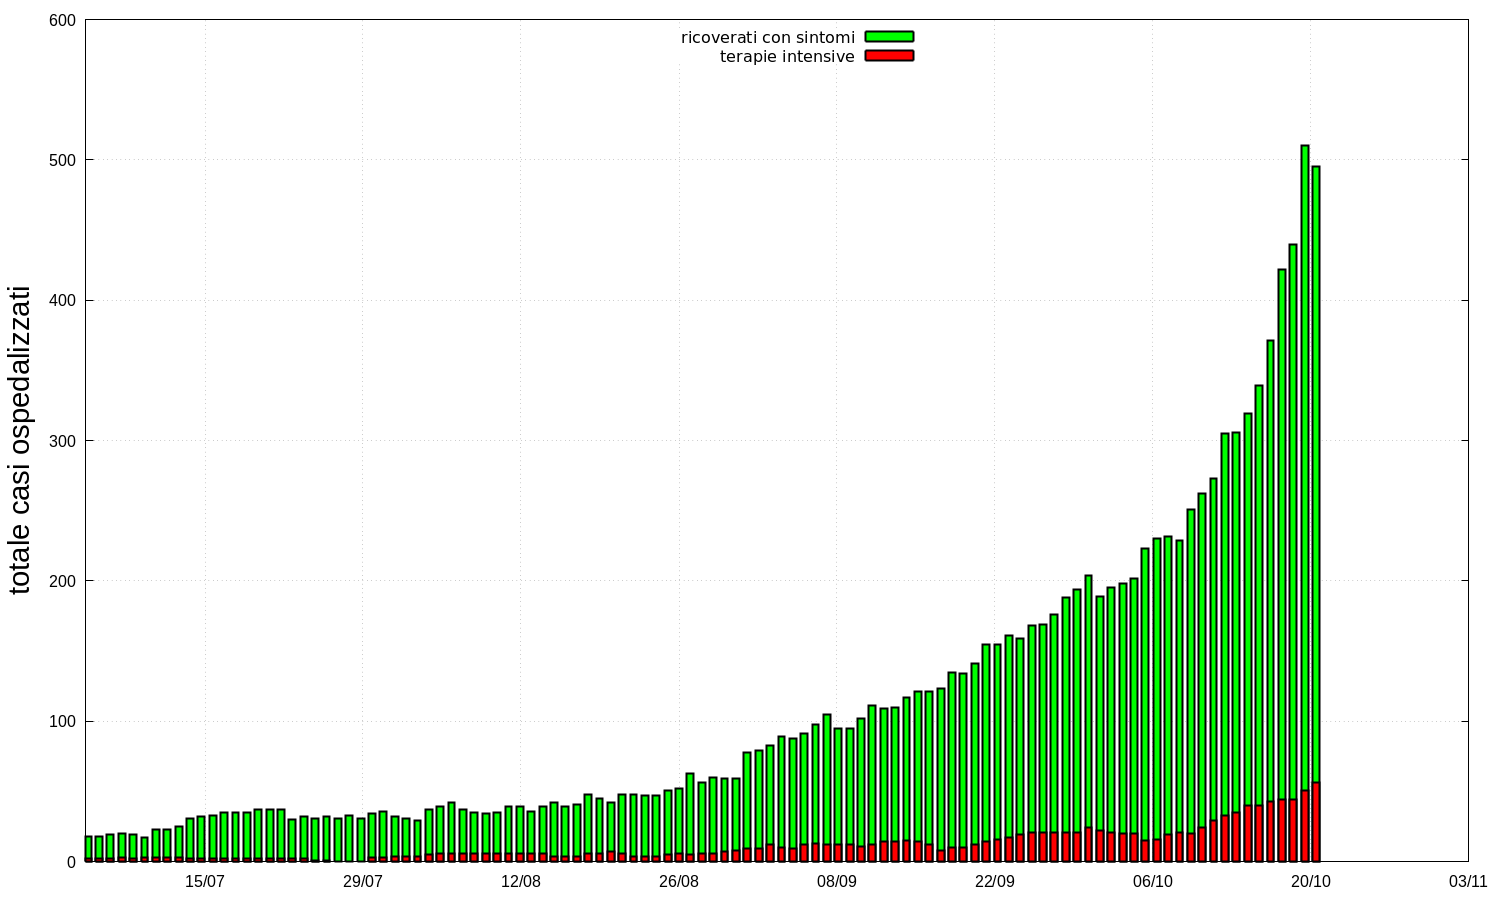 ricoverati con sintomi
terapie intensive
totale casi ospedalizzati
600
500
400
300
200
100
0
15/07 29/07 12/08 26/08 08/09 22/09 06/10 20/10 03/11